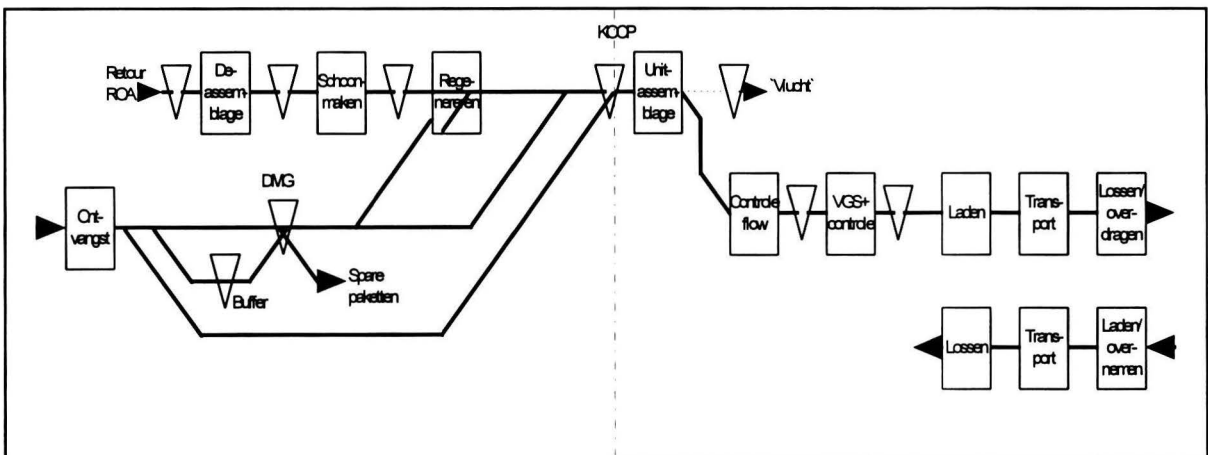 KOOP
Retour
ROA
De-
assem-
blage
Schoon-
maken
Rege-
nereren
Unit-
assem-
blage
'Vlucht'
Ont-
vangst
DMG
Buffer
Spare
paketten
Controle
flow
VGS+
controle
Laden
Trans-
port
Lossen/
over-
dragen
Lossen
Trans-
port
Laden/
over-
nemen